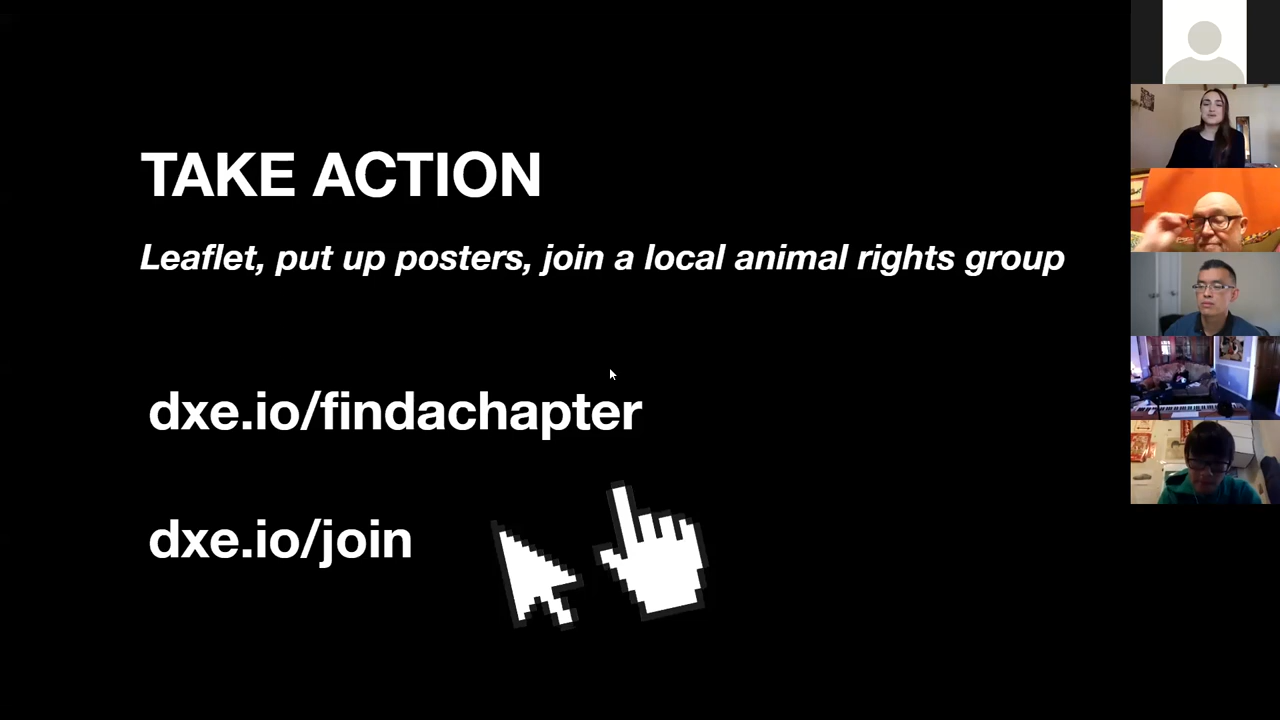 TAKE ACTION
Leaflet, put up posters, join a local animal rights group
dxe.io/findachapter
dxe.io/join